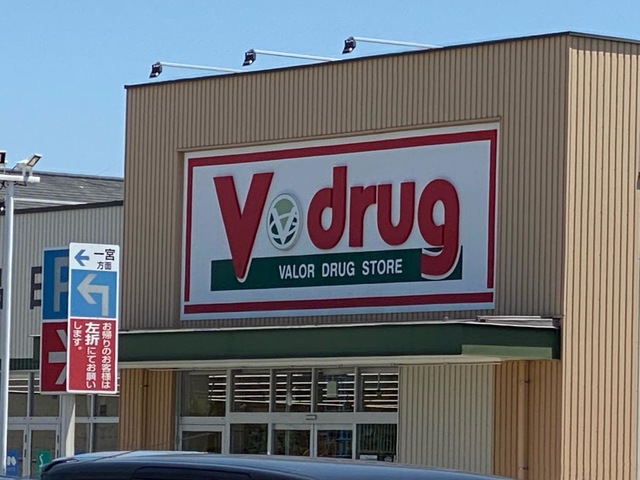 V drug
VALOR DRUG STORE
P
←一宮
方面
お帰りのお客様は
左折にてお願い
します。